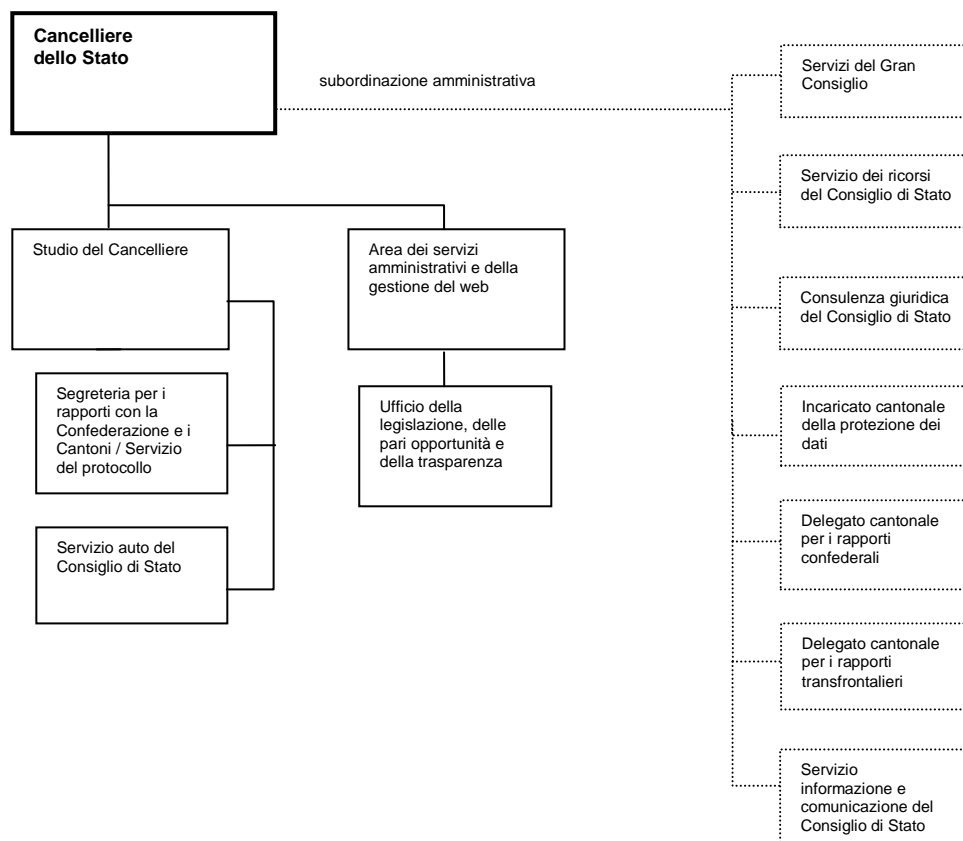 Cancelliere
dello Stato
subordinazione amministrativa
Servizi del Gran
Consiglio
Servizio dei ricorsi
del Consiglio di Stato
Studio del Cancelliere
Area dei servizi
amministrativi e della
gestione del web
Consulenza giuridica
del Consiglio di Stato
Segreteria per i
rapporti con la
Confederazione e i
Cantoni / Servizio
del protocollo
Ufficio della
legislazione, delle
pari opportunità e
della trasparenza
Incaricato cantonale
della protezione dei
dati
Servizio auto del
Consiglio di Stato
Delegato cantonale
per i rapporti
confederali
Delegato cantonale
per i rapporti
transfrontalieri
Servizio
informazione e
comunicazione del
Consiglio di Stato